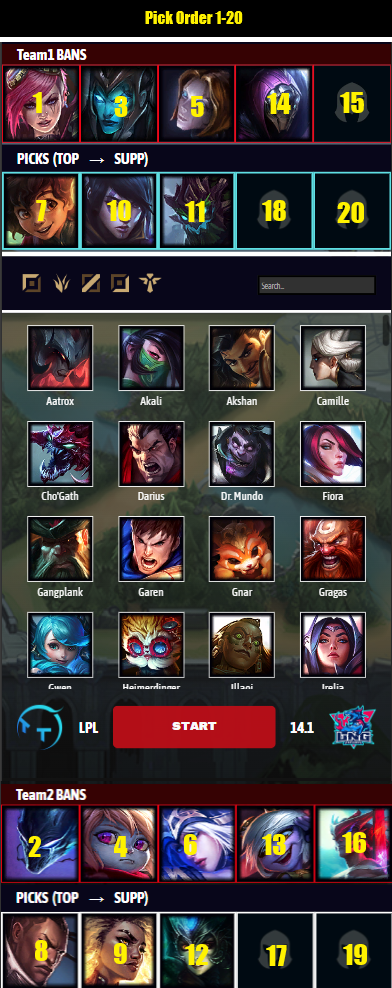 Pick Order 1-20
Team1 BANS
1 3 5 14 15
PICKS (TOP → SUPP)
7 10 11 18 20
Search...
Aatrox Akali Akshan Camille
Cho'Gath Darius Dr. Mundo Fiora
Gangplank Garen Gnar Gragas
Gwen Heimerdinger Illaoi Irelia
LPL START 14.1 LNG
Team2 BANS
2 4 6 13 16
PICKS (TOP → SUPP)
8 9 12 17 19